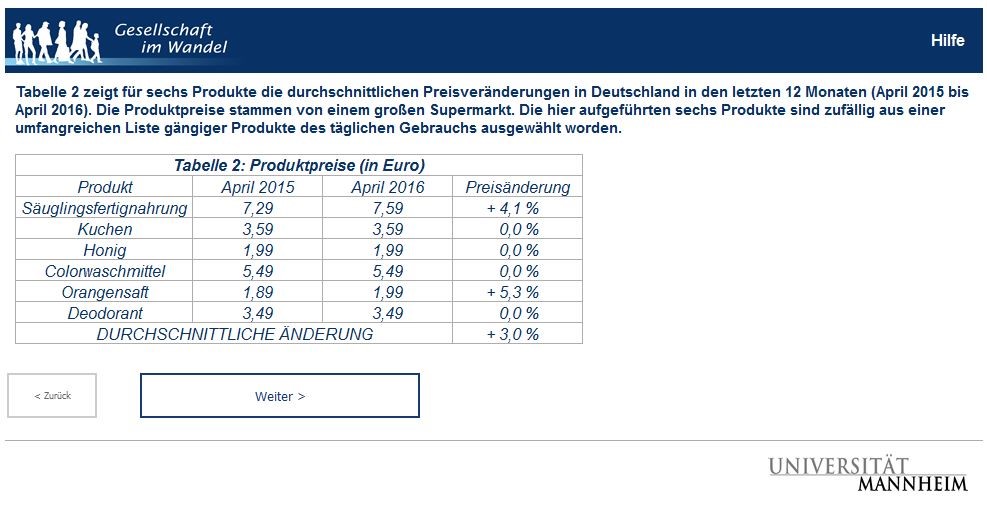 Gesellschaft
im Wandel
Hilfe
Tabelle 2 zeigt für sechs Produkte die durchschnittlichen Preisveränderungen in Deutschland in den letzten 12 Monaten (April 2015 bis
April 2016). Die Produktpreise stammen von einem großen Supermarkt. Die hier aufgeführten sechs Produkte sind zufällig aus einer
umfangreichen Liste gängiger Produkte des täglichen Gebrauchs ausgewählt worden.
Tabelle 2: Produktpreise (in Euro)
Produkt April 2015 April 2016 Preisänderung
Säuglingsfertignahrung 7,29 7,59 + 4,1 %
Kuchen 3,59 3,59 0,0 %
Honig 1,99 1,99 0,0 %
Colorwaschmittel 5,49 5,49 0,0 %
Orangensaft 1,89 1,99 + 5,3 %
Deodorant 3,49 3,49 0,0 %
DURCHSCHNITTLICHE ÄNDERUNG + 3,0 %
< Zurück Weiter >
UNIVERSITÄT
MANNHEIM